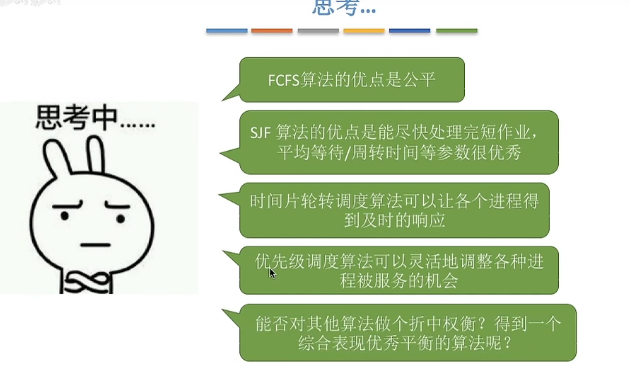 思考...
思考中......
FCFS算法的优点是公平
SJF 算法的优点是能尽快处理完短作业，
平均等待/周转时间等参数很优秀
时间片轮转调度算法可以让各个进程得
到及时的响应
优先级调度算法可以灵活地调整各种进
程被服务的机会
能否对其他算法做个折中权衡？得到一个
综合表现优秀平衡的算法呢？